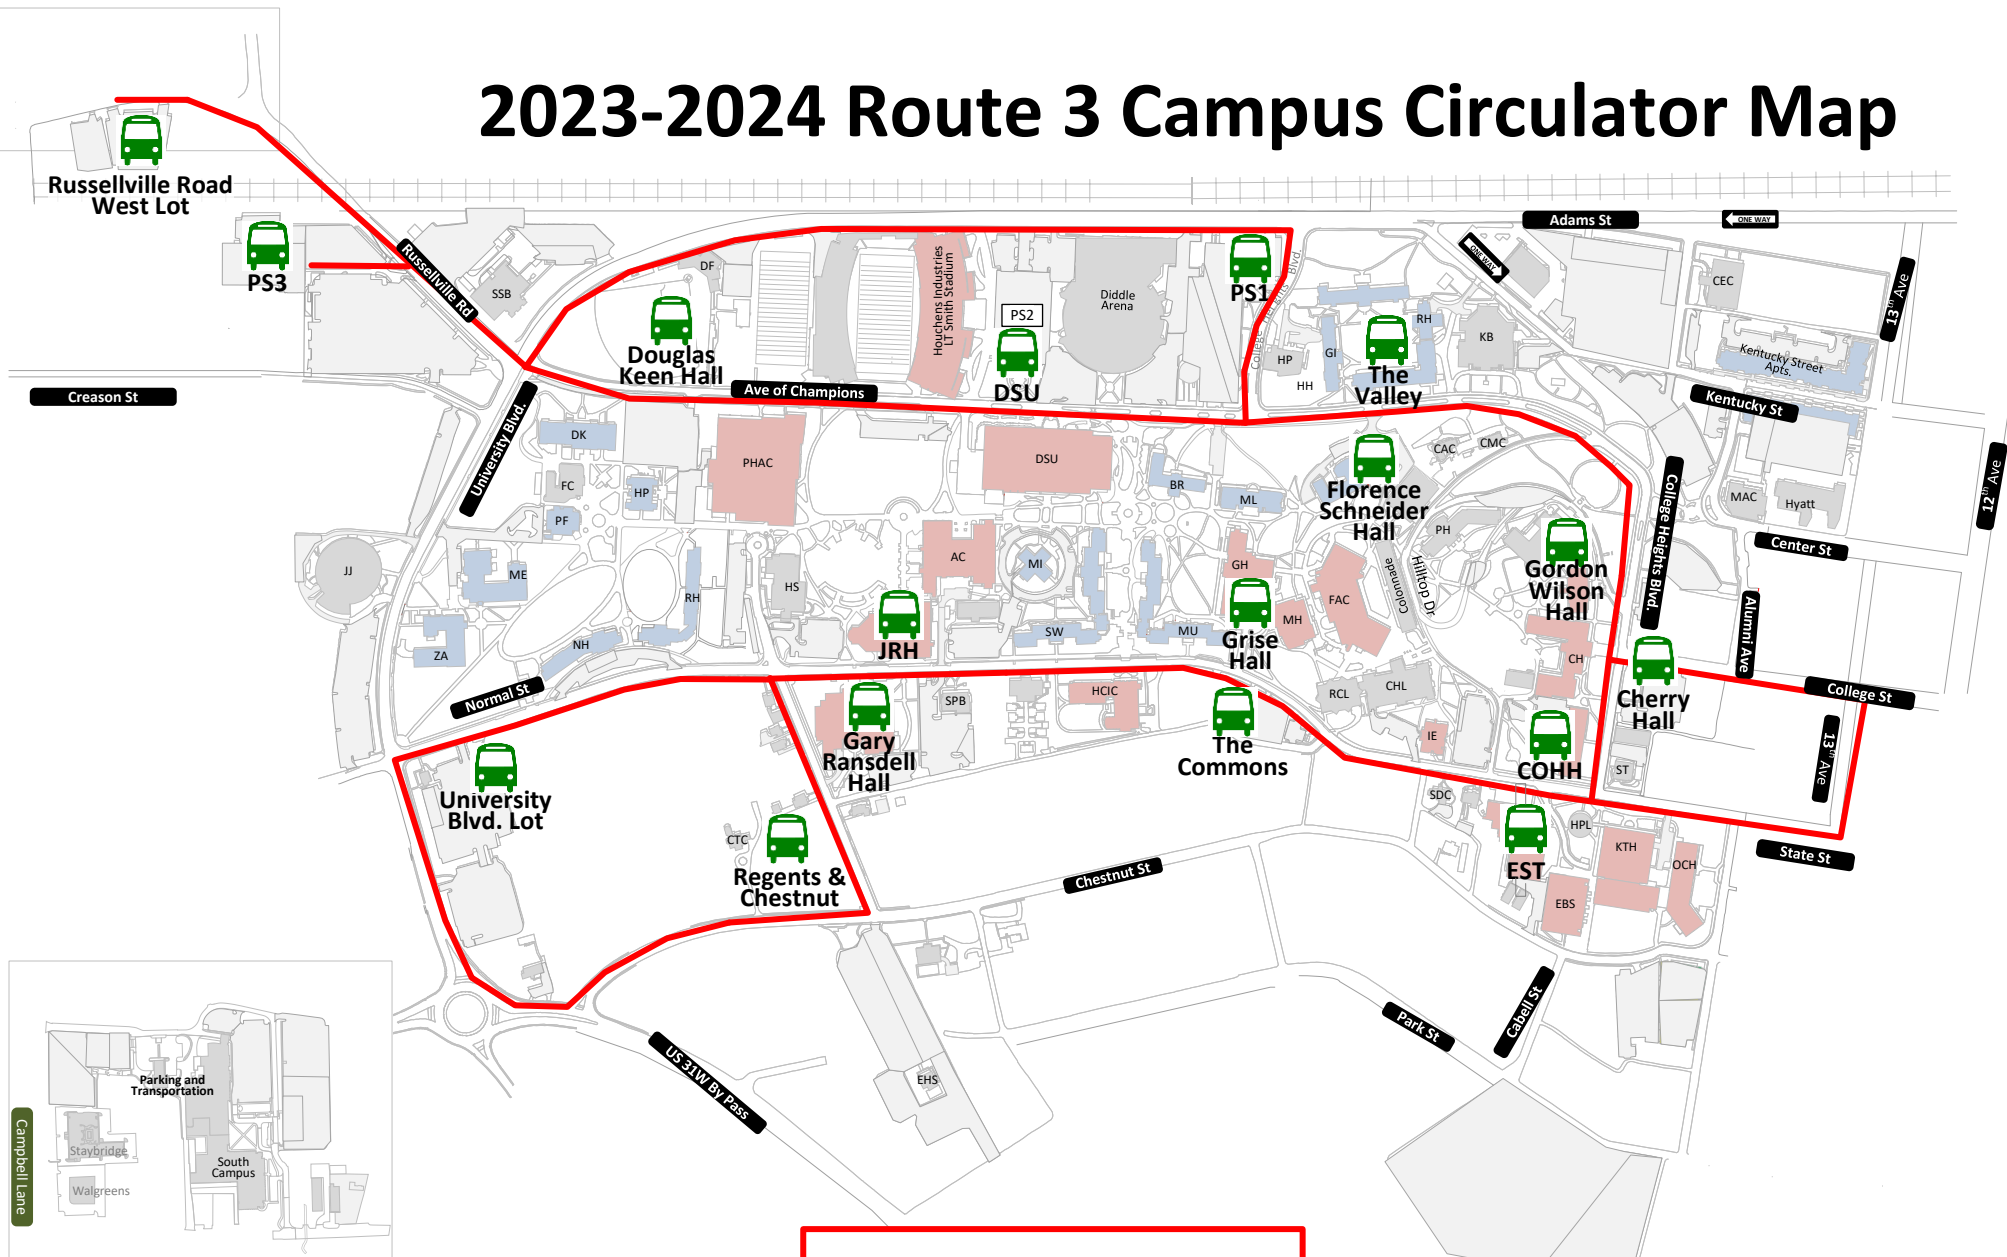 2023-2024 Route 3 Campus Circulator Map
Russellville Road
West Lot
PS3
Russellville Rd
SSB
DF
Douglas
Keen Hall
Houchens Industries
LT Smith Stadium
PS2
DSU
Diddle
Arena
PS1
College Heights Blvd.
HP
HH
GI
RH
The
Valley
KB
Adams St
ONE WAY
ONE WAY
CEC
13th Ave
Kentucky Street
Apts.
Kentucky St
Creason St
Ave of Champions
University Blvd.
DK
FC
HP
PF
PHAC
DSU
BR
ML
CAC
CMC
Florence
Schneider
Hall
PH
MAC
Hyatt
12th Ave
Center St
College Heights Blvd.
Gordon
Wilson
Hall
JJ
ME
ZA
NH
RH
HS
AC
MI
GH
FAC
Colonnade
Hilltop Dr
JRH
SW
MU
Grise
Hall
MH
CH
Alumni Ave
Cherry
Hall
College St
Normal St
Gary
Ransdell
Hall
SPB
HCIC
The
Commons
RCL
CHL
IE
COHH
ST
13th Ave
State St
University
Blvd. Lot
CTC
Regents &
Chestnut
Chestnut St
SDC
EST
HPL
KTH
OCH
EBS
Cabell St
Park St
US 31W By Pass
EHS
Parking and
Transportation
Campbell Lane
Staybridge
Walgreens
South
Campus